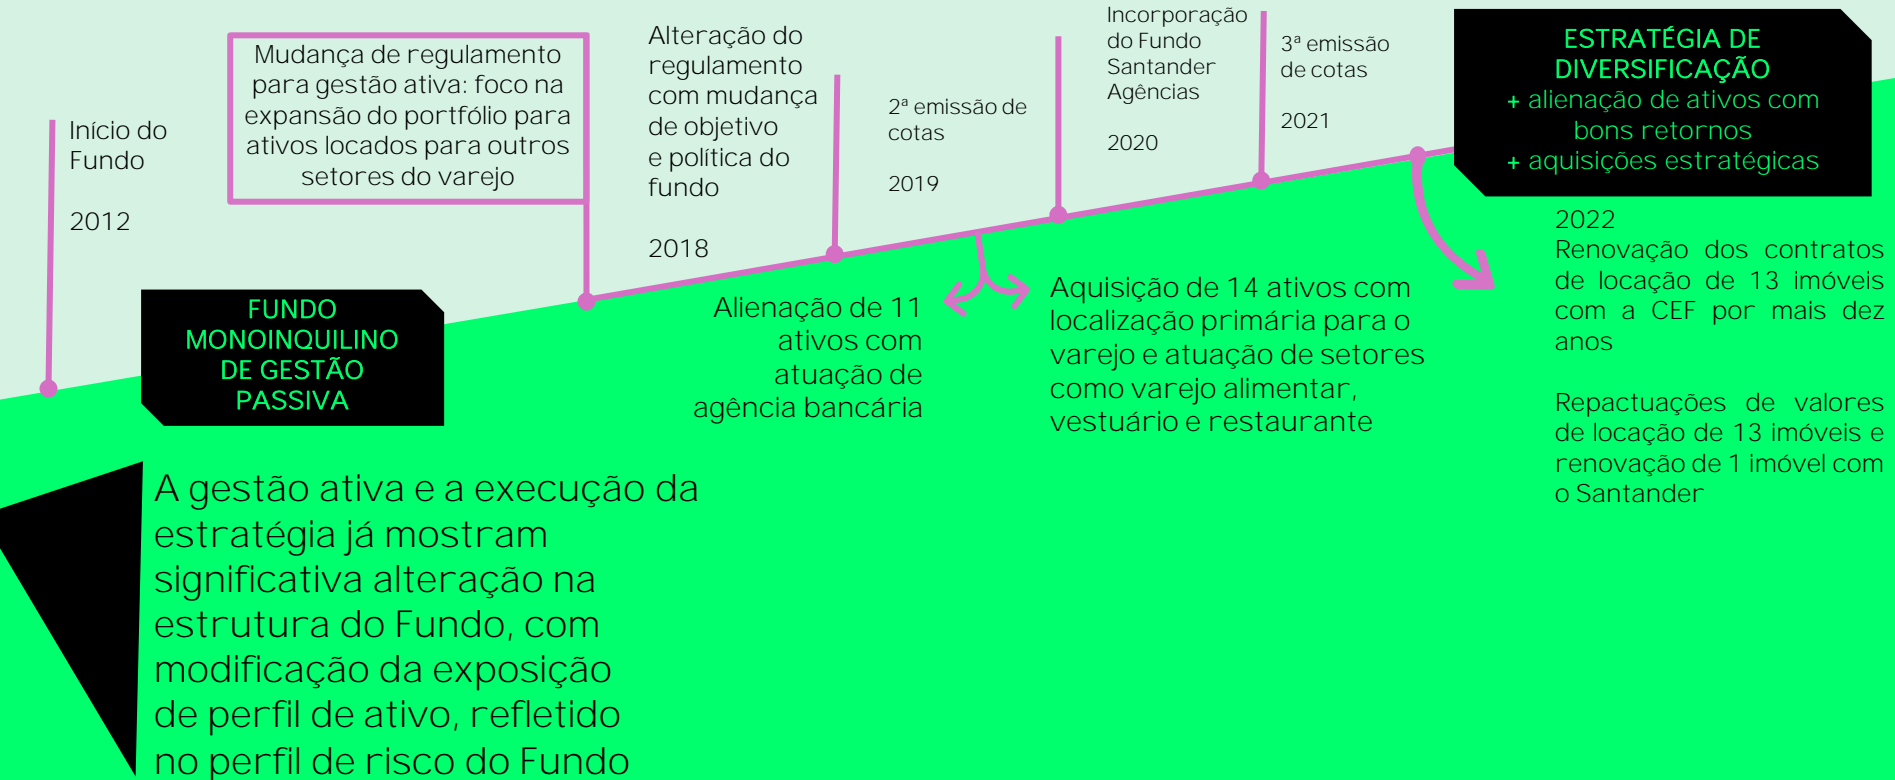 Início do
Fundo
2012
FUNDO
MONOINQUILINO
DE GESTÃO
PASSIVA
Mudança de regulamento
para gestão ativa: foco na
expansão do portfólio para
ativos locados para outros
setores do varejo
Alteração do
regulamento
com mudança
de objetivo
e política do
fundo
2018
2ª emissão de
cotas
2019
Alienação de 11
ativos com
atuação de
agência bancária
Aquisição de 14 ativos com
localização primária para o
varejo e atuação de setores
como varejo alimentar,
vestuário e restaurante
Incorporação
do Fundo
Santander
Agências
2020
3ª emissão
de cotas
2021
ESTRATÉGIA DE
DIVERSIFICAÇÃO
+ alienação de ativos com
bons retornos
+ aquisições estratégicas
2022
Renovação dos contratos
de locação de 13 imóveis
com a CEF por mais dez
anos
Repactuações de valores
de locação de 13 imóveis e
renovação de 1 imóvel com
o Santander
A gestão ativa e a execução da
estratégia já mostram
significativa alteração na
estrutura do Fundo, com
modificação da exposição
de perfil de ativo, refletido
no perfil de risco do Fundo